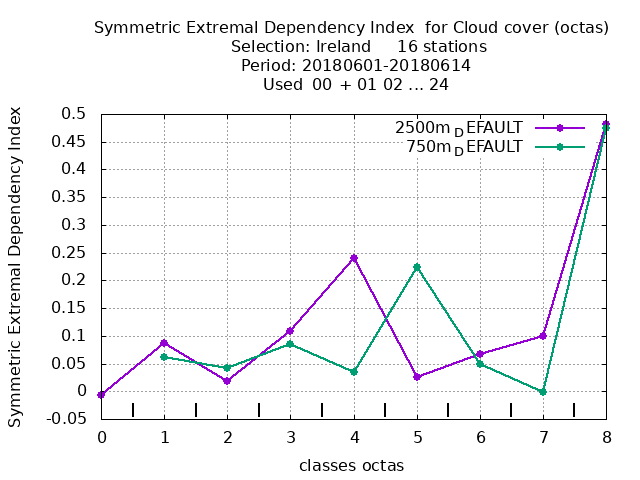 Symmetric Extremal Dependency Index  for Cloud cover (octas)
Selection: Ireland     16 stations
Period: 20180601-20180614
Used  00 + 01 02 ... 24
2500m_DEFAULT
750m_DEFAULT
Symmetric Extremal Dependency Index
0.5
0.45
0.4
0.35
0.3
0.25
0.2
0.15
0.1
0.05
0
-0.05
0 1 2 3 4 5 6 7 8
classes octas